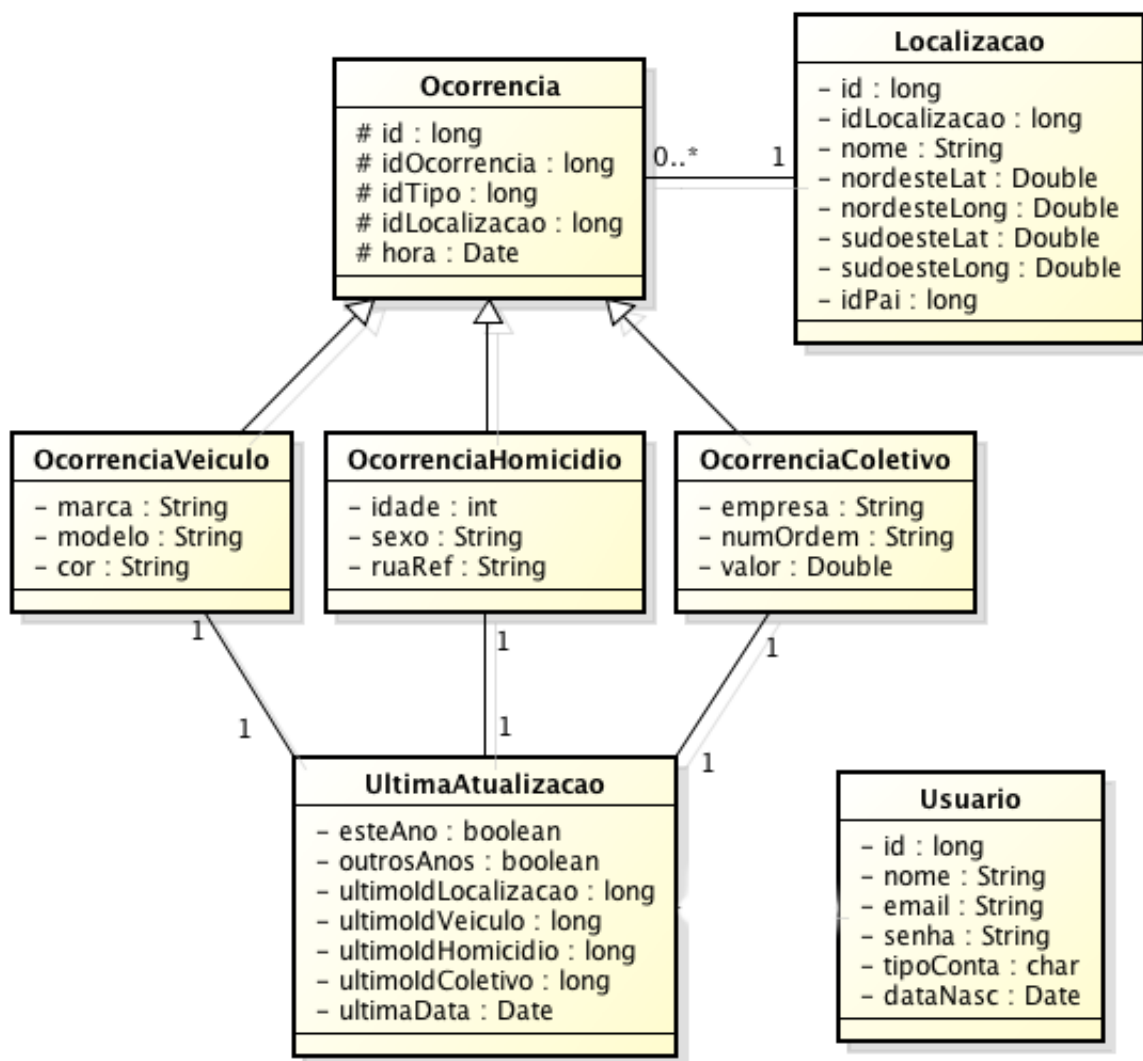 Ocorrencia
# id : long
# idOcorrencia : long
# idTipo : long
# idLocalizacao : long
# hora : Date
0..*
1
Localizacao
- id : long
- idLocalizacao : long
- nome : String
- nordesteLat : Double
- nordesteLong : Double
- sudoesteLat : Double
- sudoesteLong : Double
- idPai : long
OcorrenciaVeiculo
- marca : String
- modelo : String
- cor : String
OcorrenciaHomicidio
- idade : int
- sexo : String
- ruaRef : String
OcorrenciaColetivo
- empresa : String
- numOrdem : String
- valor : Double
1
1
1
1
1
1
UltimaAtualizacao
- esteAno : boolean
- outrosAnos : boolean
- ultimoIdLocalizacao : long
- ultimoIdVeiculo : long
- ultimoIdHomicidio : long
- ultimoIdColetivo : long
- ultimaData : Date
Usuario
- id : long
- nome : String
- email : String
- senha : String
- tipoConta : char
- dataNasc : Date